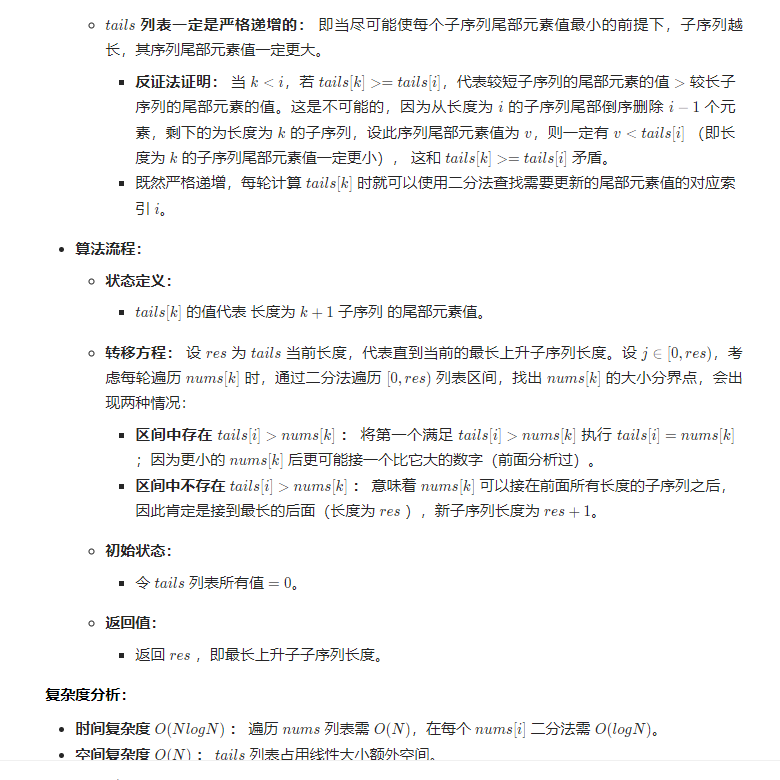 tails 列表一定是严格递增的： 即当尽可能使每个子序列尾部元素值最小的前提下，子序列越
长，其序列尾部元素值一定更大。
反证法证明： 当 k < i，若 tails[k] >= tails[i]，代表较短子序列的尾部元素的值 > 较长子
序列的尾部元素的值。这是不可能的，因为从长度为 i 的子序列尾部倒序删除 i − 1 个元
素，剩下的为长度为 k 的子序列，设此序列尾部元素值为 v，则一定有 v < tails[i] （即长
度为 k 的子序列尾部元素值一定更小）， 这和 tails[k] >= tails[i] 矛盾。
既然严格递增，每轮计算 tails[k] 时就可以使用二分法查找需要更新的尾部元素值的对应索
引 i。
算法流程：
状态定义：
tails[k] 的值代表 长度为 k + 1 子序列 的尾部元素值。
转移方程： 设 res 为 tails 当前长度，代表直到当前的最长上升子序列长度。设 j ∈ [0, res)，考
虑每轮遍历 nums[k] 时，通过二分法遍历 [0, res) 列表区间，找出 nums[k] 的大小分界点，会出
现两种情况：
区间中存在 tails[i] > nums[k] ： 将第一个满足 tails[i] > nums[k] 执行 tails[i] = nums[k]
；因为更小的 nums[k] 后更可能接一个比它大的数字（前面分析过）。
区间中不存在 tails[i] > nums[k] ： 意味着 nums[k] 可以接在前面所有长度的子序列之后，
因此肯定是接到最长的后面（长度为 res ），新子序列长度为 res + 1。
初始状态：
令 tails 列表所有值 = 0。
返回值：
返回 res ，即最长上升子子序列长度。
复杂度分析：
时间复杂度 O(NlogN) ： 遍历 nums 列表需 O(N)，在每个 nums[i] 二分法需 O(logN)。
空间复杂度 O(N) ： tails 列表占用线性大小额外空间。